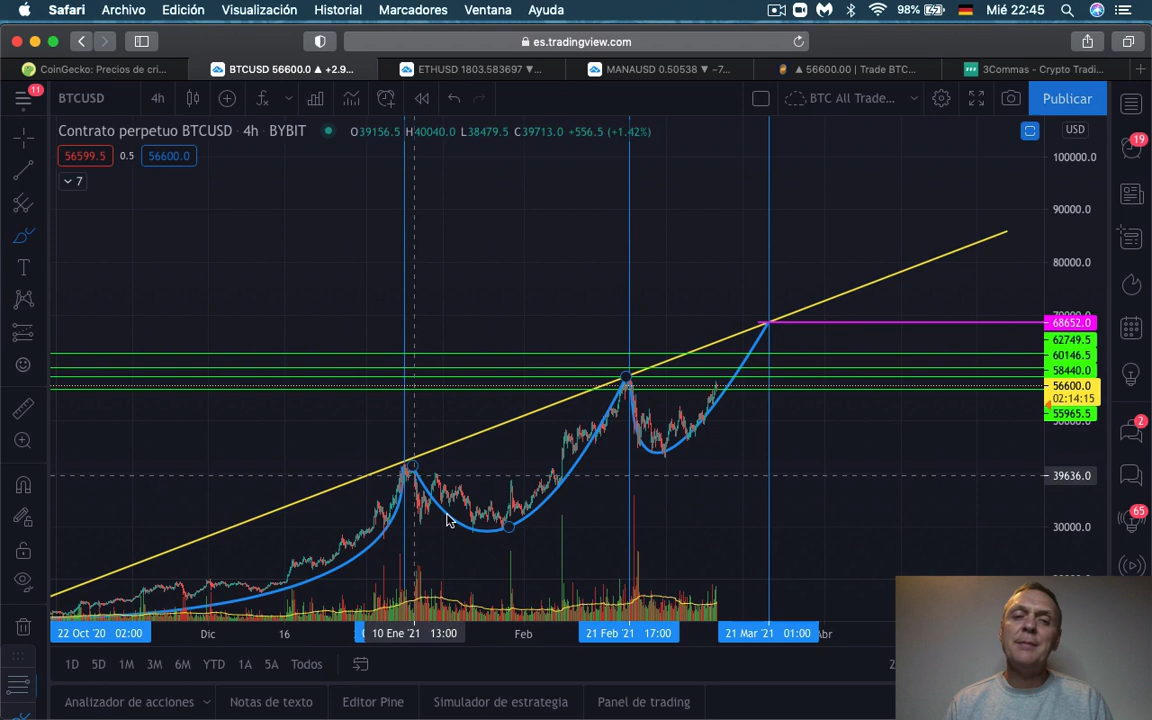 Safari Archivo Edición Visualización Historial Marcadores Ventana Ayuda 98% Mié 22:45
es.tradingview.com
CoinGecko: Precios de cri... BTCUSD 56600.0 ▲ +2.9... ETHUSD 1803.583697 ▼... MANAUSD 0.50538 ▼ −7... ▲ 56600.00 | Trade BTC... 3Commas - Crypto Tradi...
11 BTCUSD 4h BTC All Trade... Publicar
Contrato perpetuo BTCUSD · 4h · BYBIT O39156.5 H40040.0 L38479.5 C39713.0 +556.5 (+1.42%) USD
56599.5 0.5 56600.0
7
100000.0
90000.0
80000.0
68652.0
62749.5
60146.5
58440.0
56600.0
02:14:15
55965.5
39636.0
30000.0
19
2
65
22 Oct '20 02:00 Dic 16 10 Ene '21 13:00 Feb 21 Feb '21 17:00 21 Mar '21 01:00 Abr
1D 5D 1M 3M 6M YTD 1A 5A Todos 2
Analizador de acciones Notas de texto Editor Pine Simulador de estrategia Panel de trading